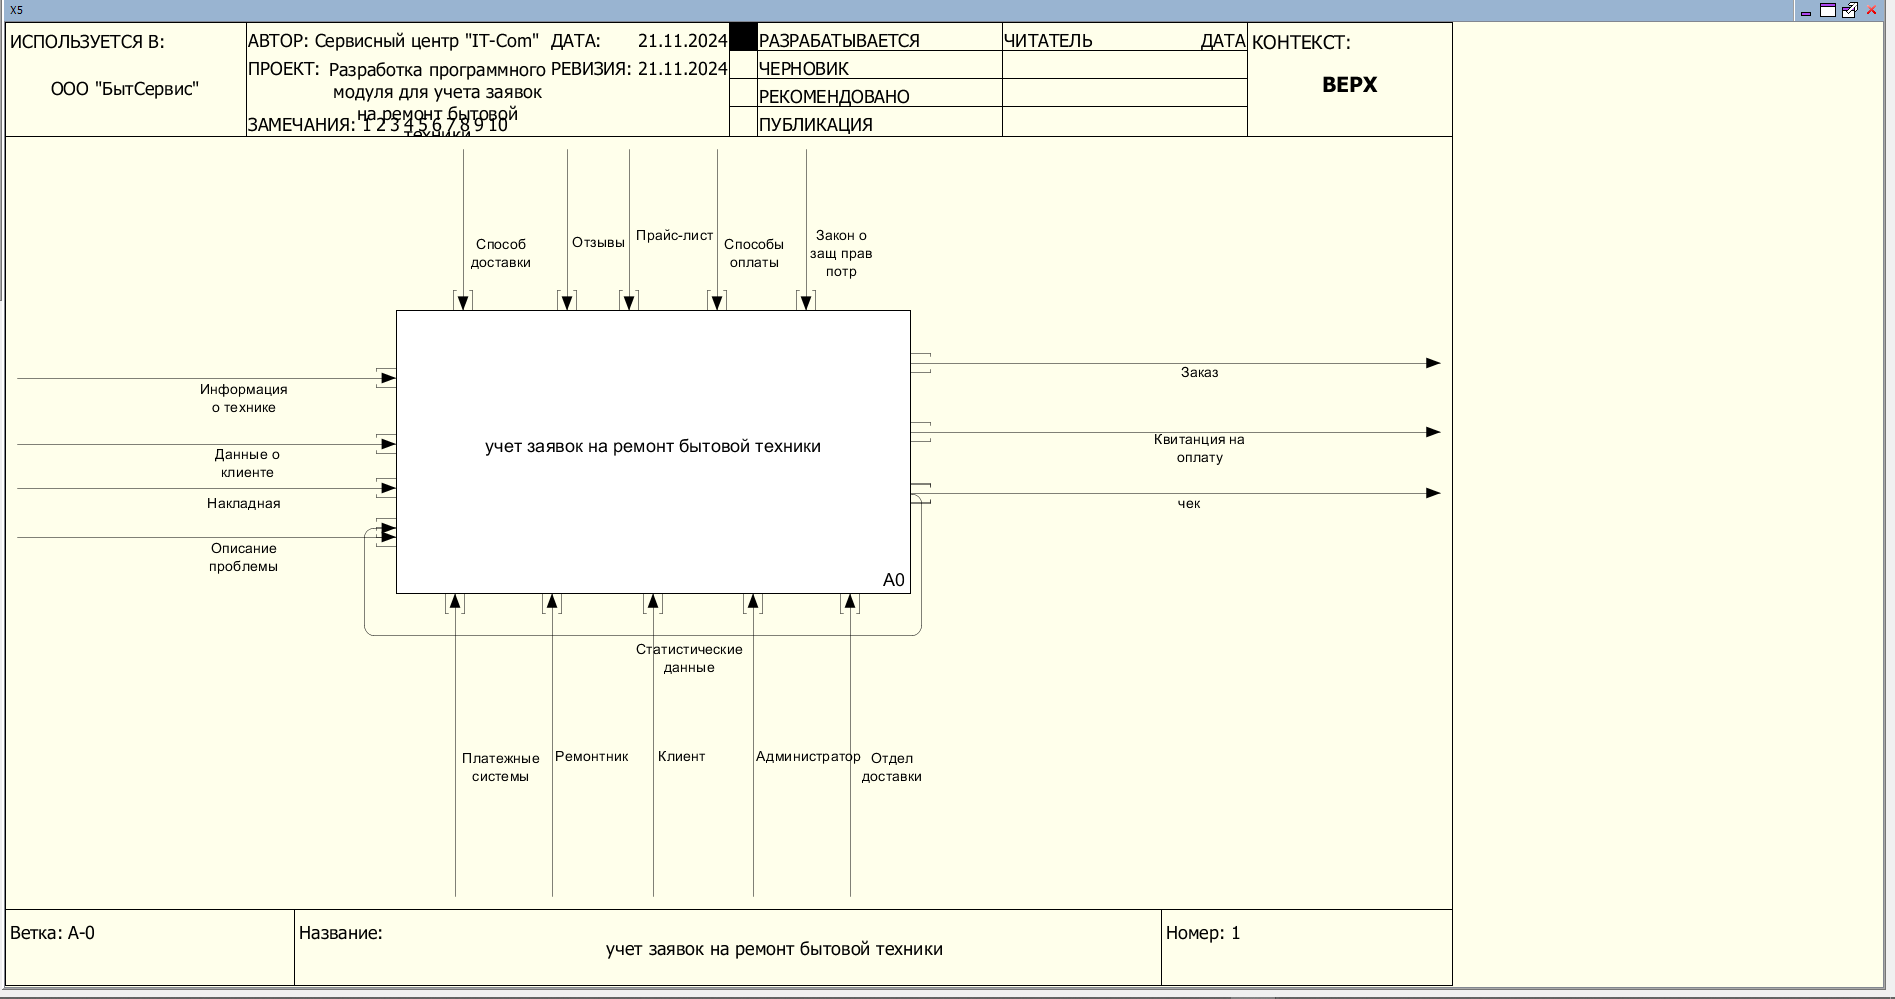 X5
ИСПОЛЬЗУЕТСЯ В:
ООО "БытСервис"
АВТОР: Сервисный центр "IT-Com"
ДАТА: 21.11.2024
ПРОЕКТ: Разработка программного
модуля для учета заявок
на ремонт бытовой
техники
РЕВИЗИЯ: 21.11.2024
ЗАМЕЧАНИЯ: 1 2 3 4 5 6 7 8 9 10
РАЗРАБАТЫВАЕТСЯ
ЧЕРНОВИК
РЕКОМЕНДОВАНО
ПУБЛИКАЦИЯ
ЧИТАТЕЛЬ
ДАТА
КОНТЕКСТ:
ВЕРХ
Способ
доставки
Отзывы
Прайс-лист
Способы
оплаты
Закон о
защ прав
потр
Информация
о технике
Данные о
клиенте
Накладная
Описание
проблемы
учет заявок на ремонт бытовой техники
A0
Заказ
Квитанция на
оплату
чек
Статистические
данные
Платежные
системы
Ремонтник
Клиент
Администратор
Отдел
доставки
Ветка: A-0
Название:
учет заявок на ремонт бытовой техники
Номер: 1